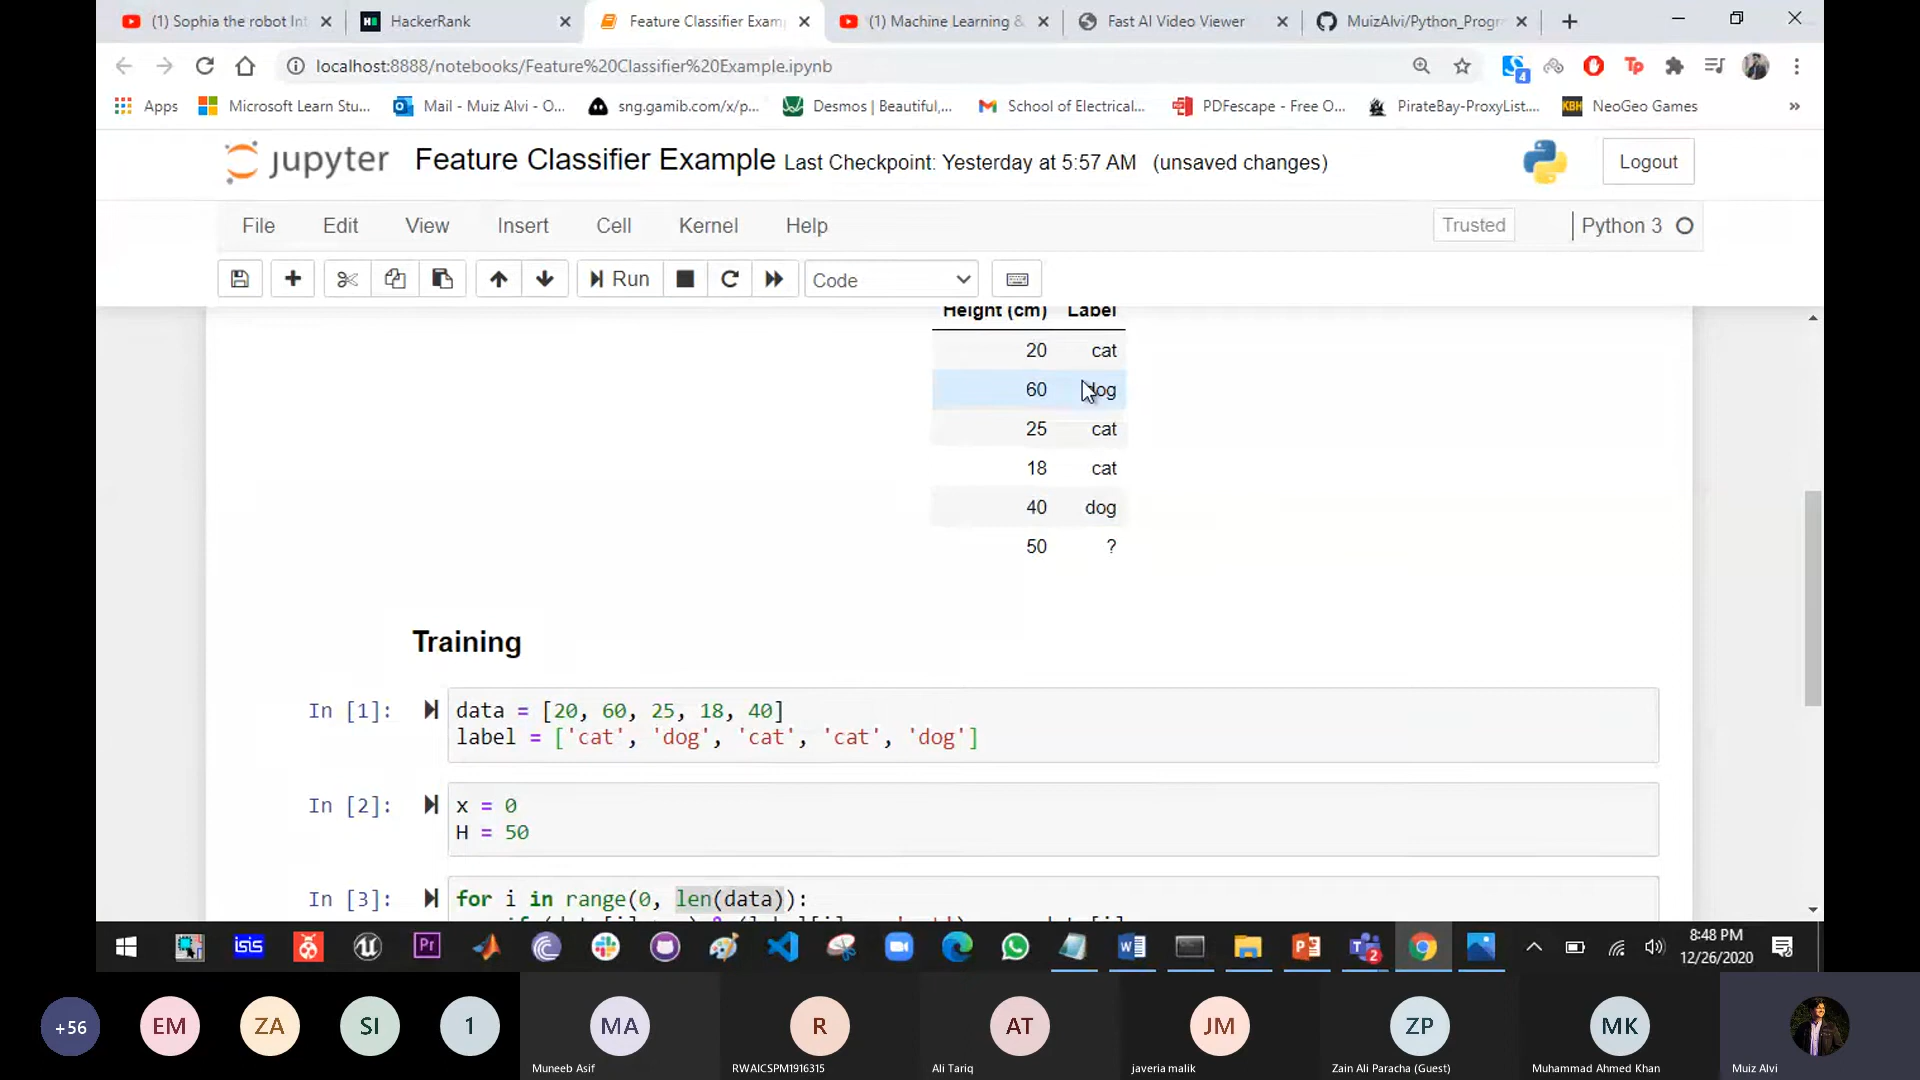 (1) Sophia the robot Int
HackerRank
Feature Classifier Exam
(1) Machine Learning &
Fast AI Video Viewer
MuizAlvi/Python_Progr
localhost:8888/notebooks/Feature%20Classifier%20Example.ipynb
Apps
Microsoft Learn Stu...
Mail - Muiz Alvi - O...
sng.gamib.com/x/p...
Desmos | Beautiful,...
School of Electrical...
PDFescape - Free O...
PirateBay-ProxyList....
NeoGeo Games
jupyter
Feature Classifier Example Last Checkpoint: Yesterday at 5:57 AM (unsaved changes)
Logout
File Edit View Insert Cell Kernel Help
Trusted
Python 3
Run
Code
Height (cm) Label
20 cat
60 dog
25 cat
18 cat
40 dog
50 ?
Training
In [1]: data = [20, 60, 25, 18, 40]
label = ['cat', 'dog', 'cat', 'cat', 'dog']
In [2]: x = 0
H = 50
In [3]: for i in range(0, len(data)):
isis
Pr
8:48 PM
12/26/2020
+56
EM
ZA
SI
1
MA
R
AT
JM
ZP
MK
Muneeb Asif
RWAICSPM1916315
Ali Tariq
javeria malik
Zain Ali Paracha (Guest)
Muhammad Ahmed Khan
Muiz Alvi